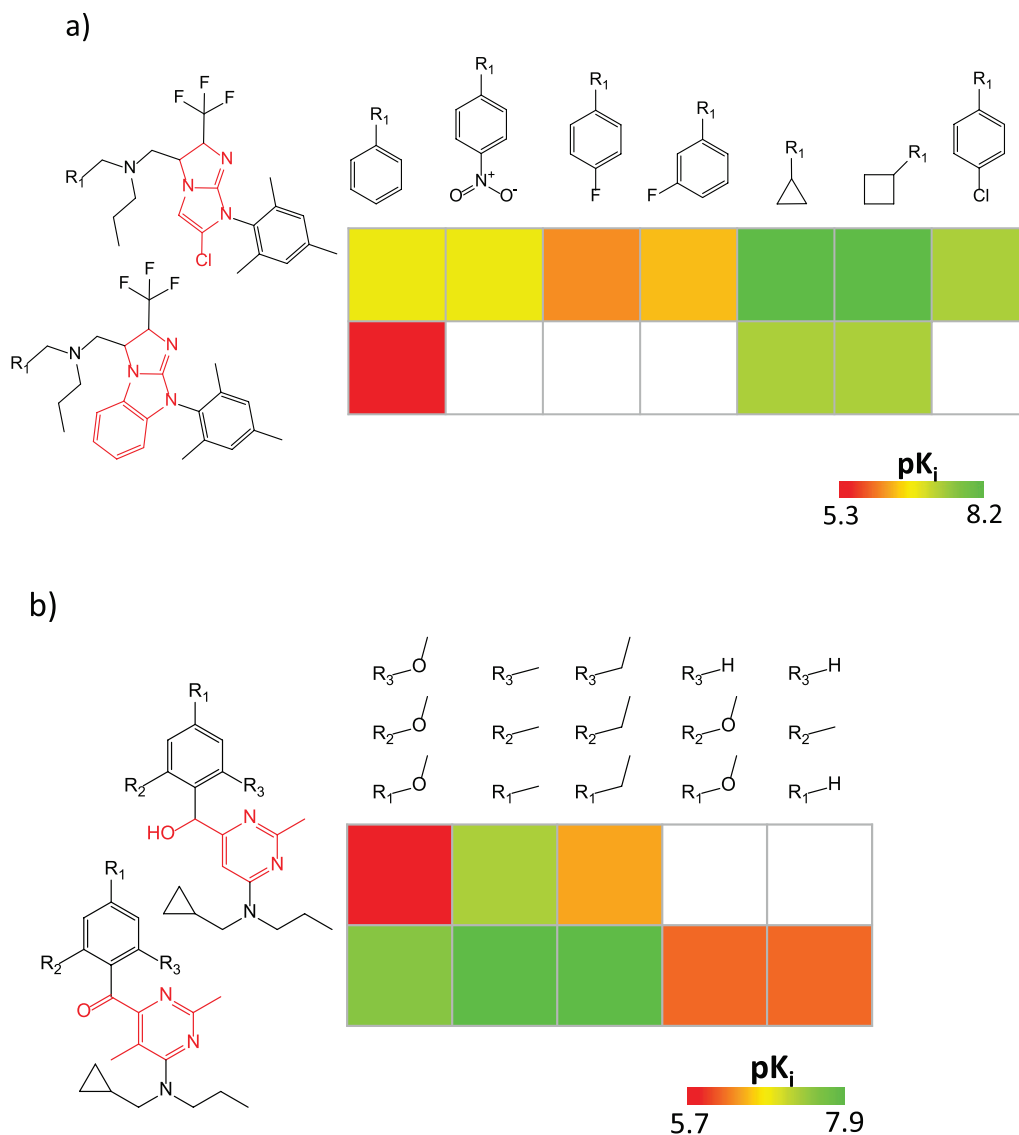 a)
R1 R1 R1 R1 R1 R1 R1
F F F
N N
R1 N N
Cl
N+ O O-
F
F
Cl
F F F
N N
R1 N N
pKi
5.3 8.2
b)
R3 O R3 R3 R3 H R3 H
R2 O R2 R2 R2 O R2
R1 O R1 R1 R1 O R1 H
R1
R2 R3
HO N
N
N
R1
R2 R3
O N
N
N
pKi
5.7 7.9